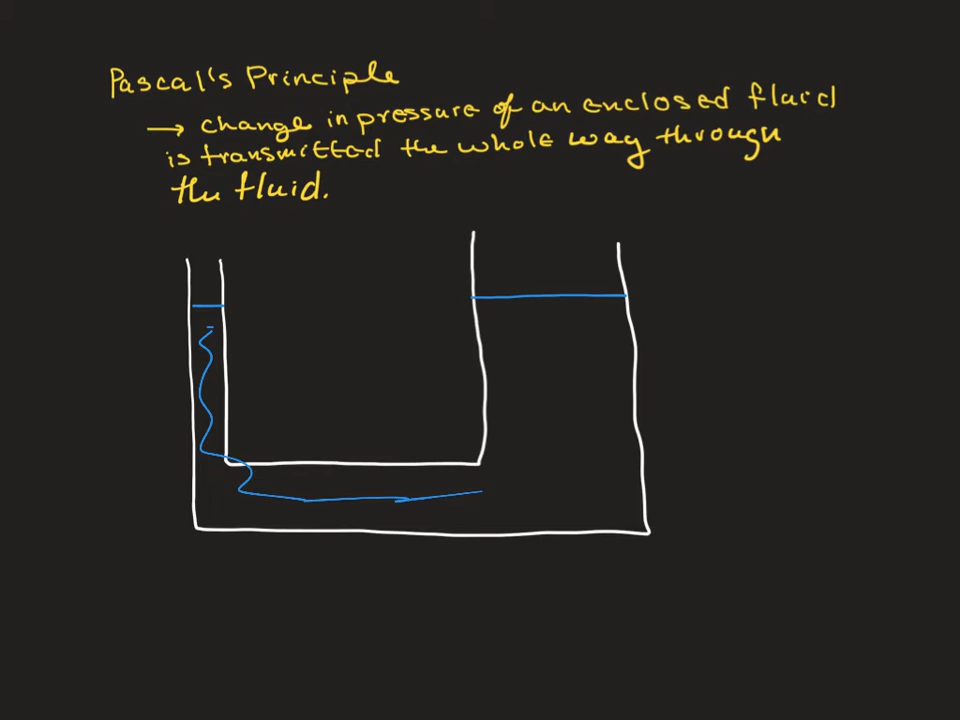 Pascal's Principle
→ change in pressure of an enclosed fluid
is transmitted the whole way through
the fluid.